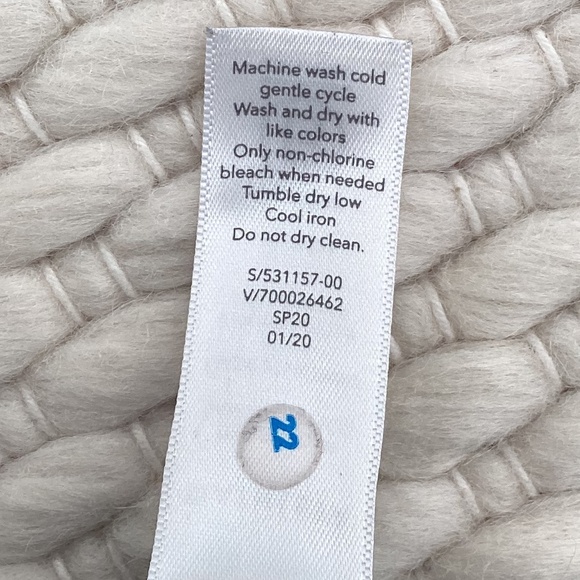 Machine wash cold
gentle cycle
Wash and dry with
like colors
Only non-chlorine
bleach when needed
Tumble dry low
Cool iron
Do not dry clean.
S/531157-00
V/700026462
SP20
01/20
22